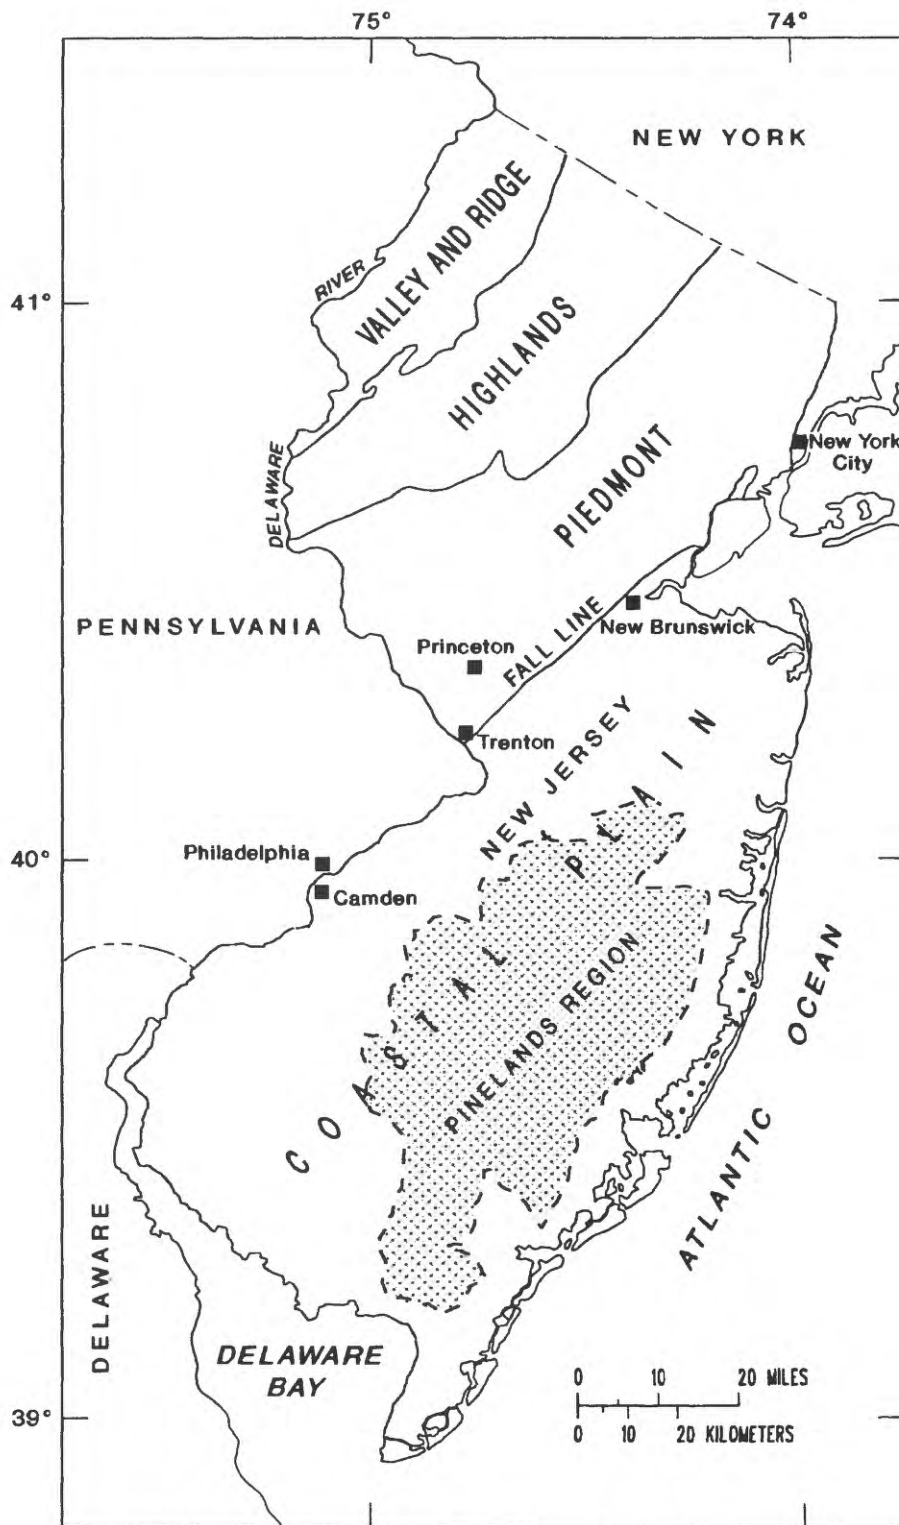 75°
74°
NEW YORK
VALLEY AND RIDGE
RIVER
41°
HIGHLANDS
New York
City
DELAWARE
PIEDMONT
PENNSYLVANIA
FALL LINE
New Brunswick
Princeton
Trenton
NEW JERSEY
COASTAL PLAIN
Philadelphia
40°
Camden
PINELANDS REGION
ATLANTIC OCEAN
DELAWARE
DELAWARE
BAY
0 10 20 MILES
39°
0 10 20 KILOMETERS